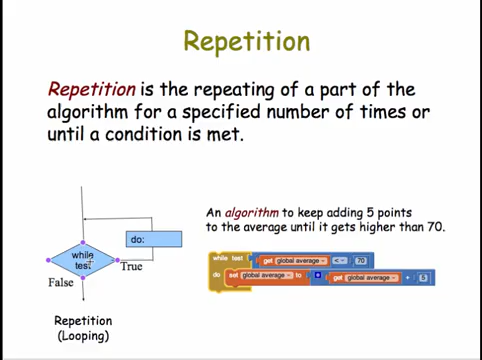 Repetition
Repetition is the repeating of a part of the
algorithm for a specified number of times or
until a condition is met.
An algorithm to keep adding 5 points
to the average until it gets higher than 70.
do:
while
test
True
False
while test get global average < 70
do set global average to get global average + 5
Repetition
(Looping)